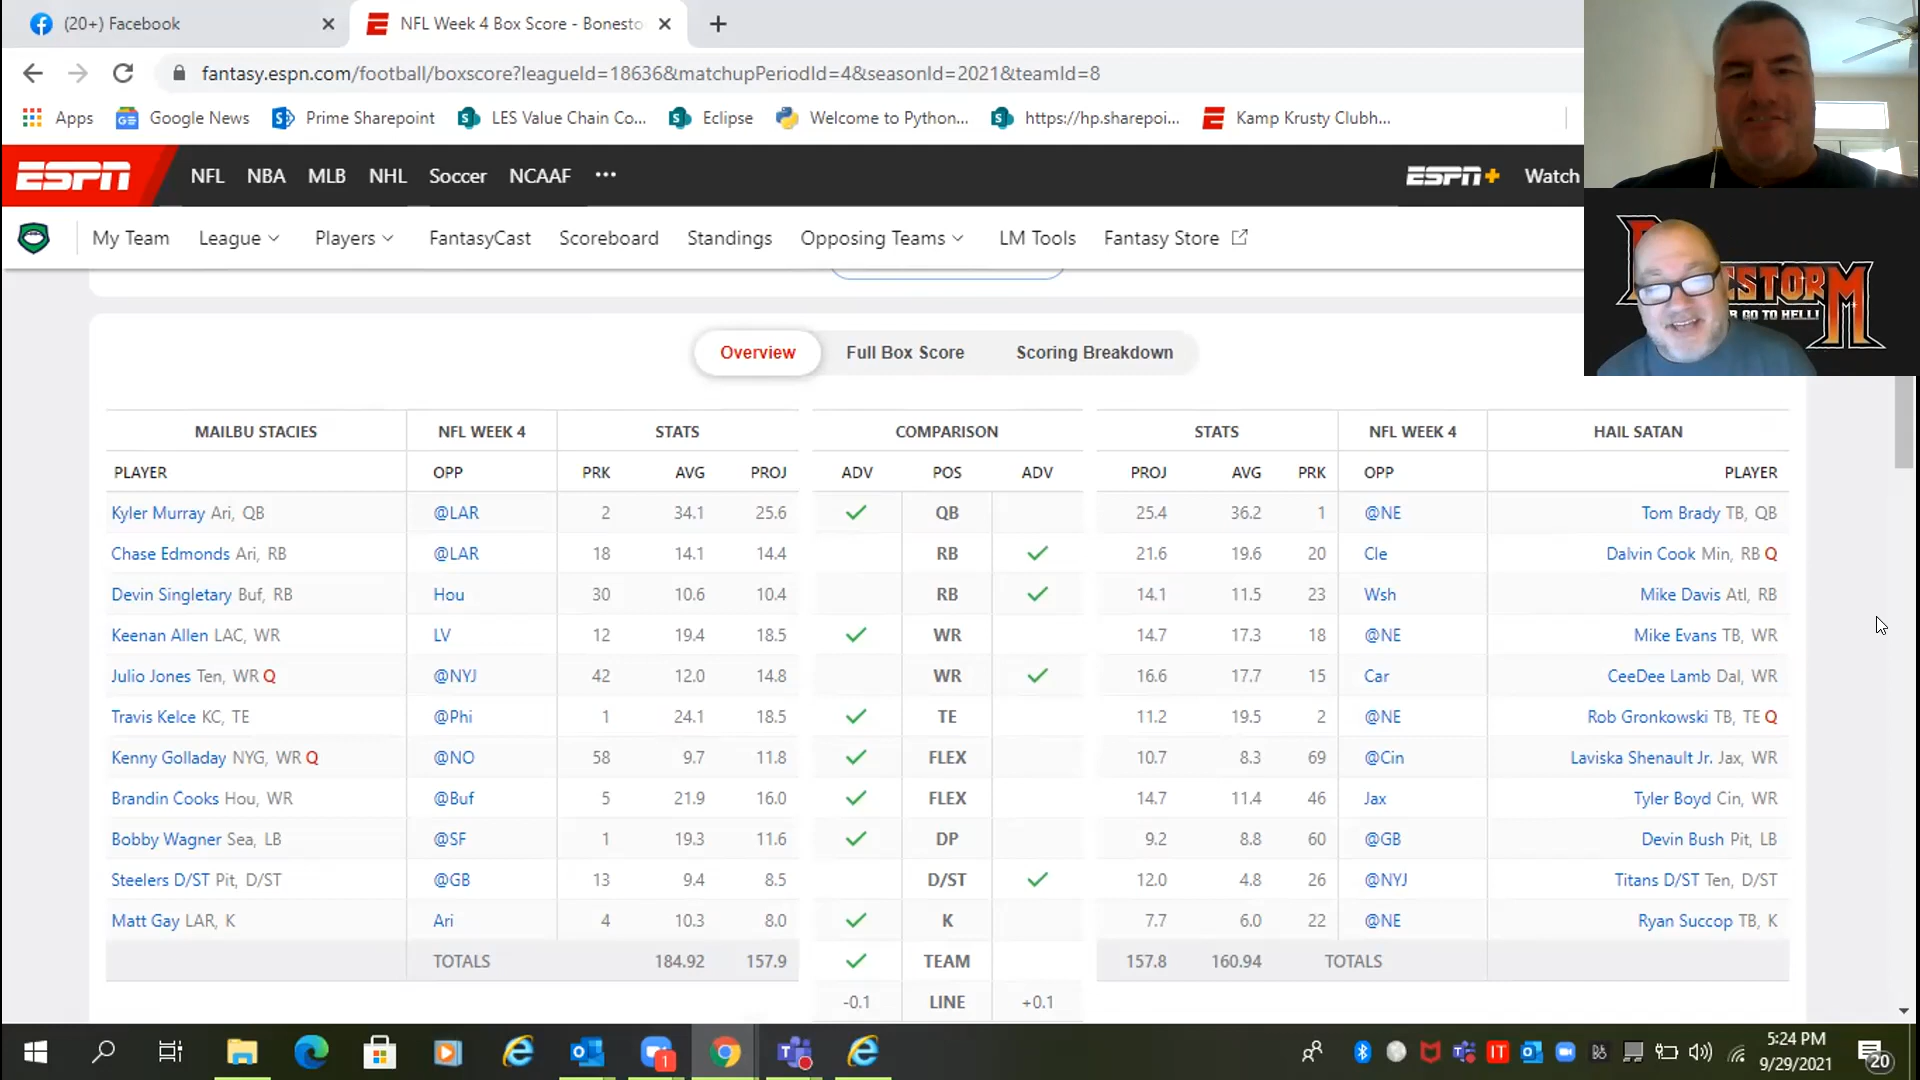 (20+) Facebook
NFL Week 4 Box Score - Bonesto
fantasy.espn.com/football/boxscore?leagueId=18636&matchupPeriodId=4&seasonId=2021&teamId=8
Apps Google News Prime Sharepoint LES Value Chain Co... Eclipse Welcome to Python... https://hp.sharepoi... Kamp Krusty Clubh...
ESPN NFL NBA MLB NHL Soccer NCAAF ESPN+ Watch
My Team League Players FantasyCast Scoreboard Standings Opposing Teams LM Tools Fantasy Store
STORM
R GO TO HELL!
Overview Full Box Score Scoring Breakdown
MAILBU STACIES NFL WEEK 4 STATS COMPARISON STATS NFL WEEK 4 HAIL SATAN
PLAYER OPP PRK AVG PROJ ADV POS ADV PROJ AVG PRK OPP PLAYER
Kyler Murray Ari, QB @LAR 2 34.1 25.6 QB 25.4 36.2 1 @NE Tom Brady TB, QB
Chase Edmonds Ari, RB @LAR 18 14.1 14.4 RB 21.6 19.6 20 Cle Dalvin Cook Min, RB Q
Devin Singletary Buf, RB Hou 30 10.6 10.4 RB 14.1 11.5 23 Wsh Mike Davis Atl, RB
Keenan Allen LAC, WR LV 12 19.4 18.5 WR 14.7 17.3 18 @NE Mike Evans TB, WR
Julio Jones Ten, WR Q @NYJ 42 12.0 14.8 WR 16.6 17.7 15 Car CeeDee Lamb Dal, WR
Travis Kelce KC, TE @Phi 1 24.1 18.5 TE 11.2 19.5 2 @NE Rob Gronkowski TB, TE Q
Kenny Golladay NYG, WR Q @NO 58 9.7 11.8 FLEX 10.7 8.3 69 @Cin Laviska Shenault Jr. Jax, WR
Brandin Cooks Hou, WR @Buf 5 21.9 16.0 FLEX 14.7 11.4 46 Jax Tyler Boyd Cin, WR
Bobby Wagner Sea, LB @SF 1 19.3 11.6 DP 9.2 8.8 60 @GB Devin Bush Pit, LB
Steelers D/ST Pit, D/ST @GB 13 9.4 8.5 D/ST 12.0 4.8 26 @NYJ Titans D/ST Ten, D/ST
Matt Gay LAR, K Ari 4 10.3 8.0 K 7.7 6.0 22 @NE Ryan Succop TB, K
TOTALS 184.92 157.9 TEAM 157.8 160.94 TOTALS
-0.1 LINE +0.1
1
5:24 PM
9/29/2021
20